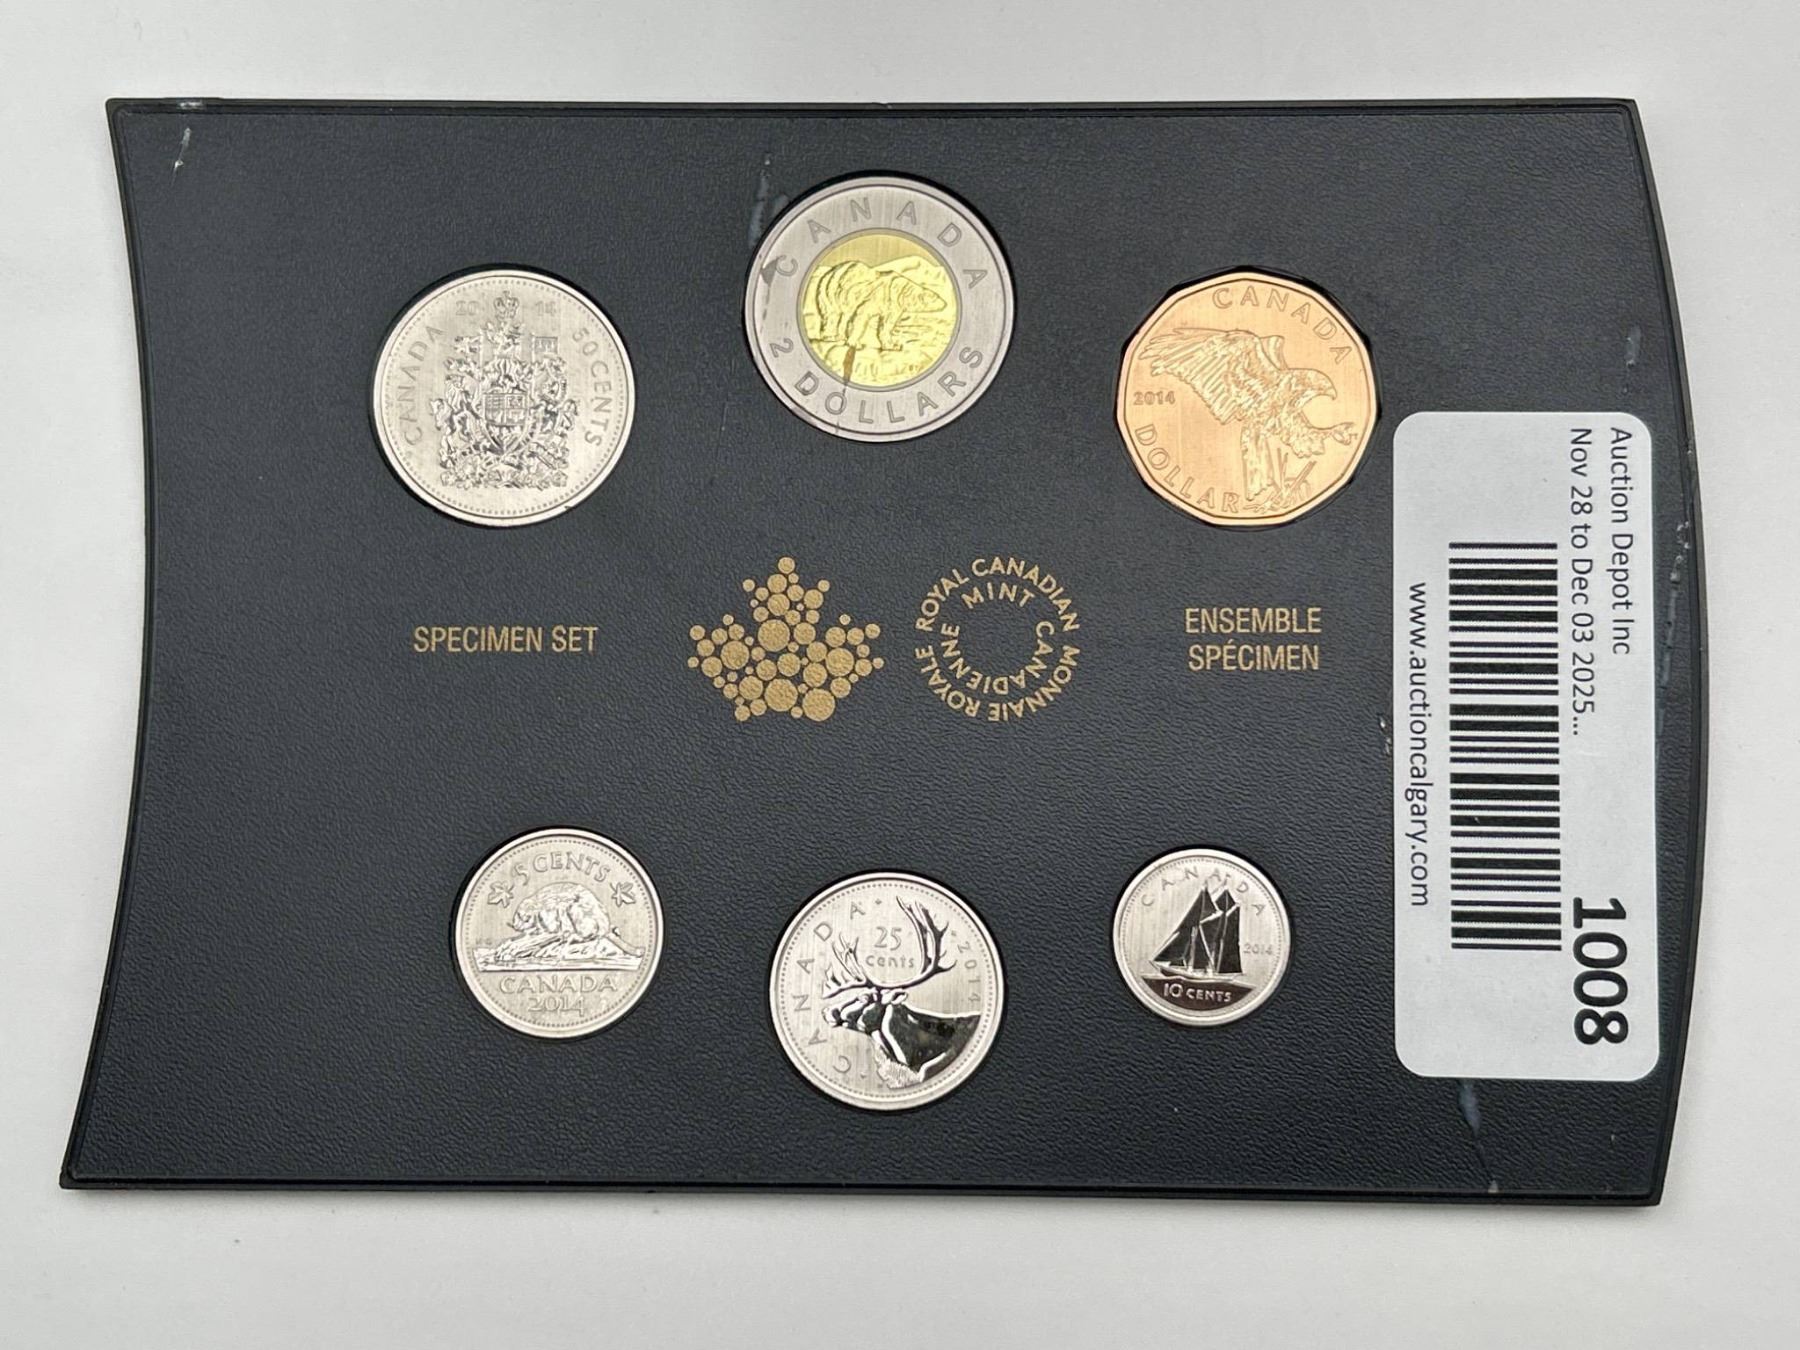 CANADA
2014
50 CENTS
CANADA
2 DOLLARS
CANADA
2014
DOLLAR
SPECIMEN SET
ROYAL CANADIAN MINT
MONNAIE ROYALE CANADIENNE
ENSEMBLE
SPÉCIMEN
5 CENTS
CANADA
2014
CANADA
25
cents
2014
CANADA
2014
10 CENTS
Auction Depot Inc
Nov 28 to Dec 03 2025...
1008
www.auctioncalgary.com